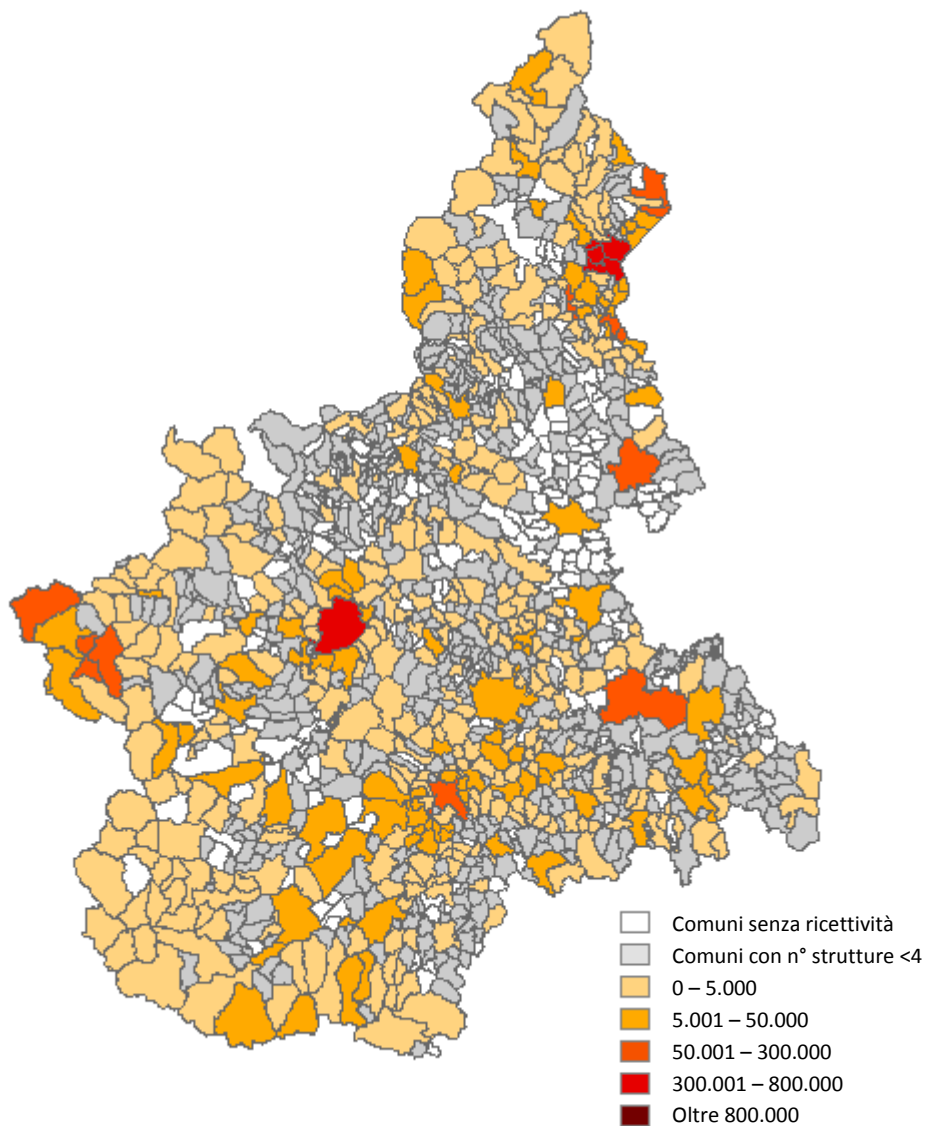 Comuni senza ricettività
Comuni con n° strutture <4
0 – 5.000
5.001 – 50.000
50.001 – 300.000
300.001 – 800.000
Oltre 800.000